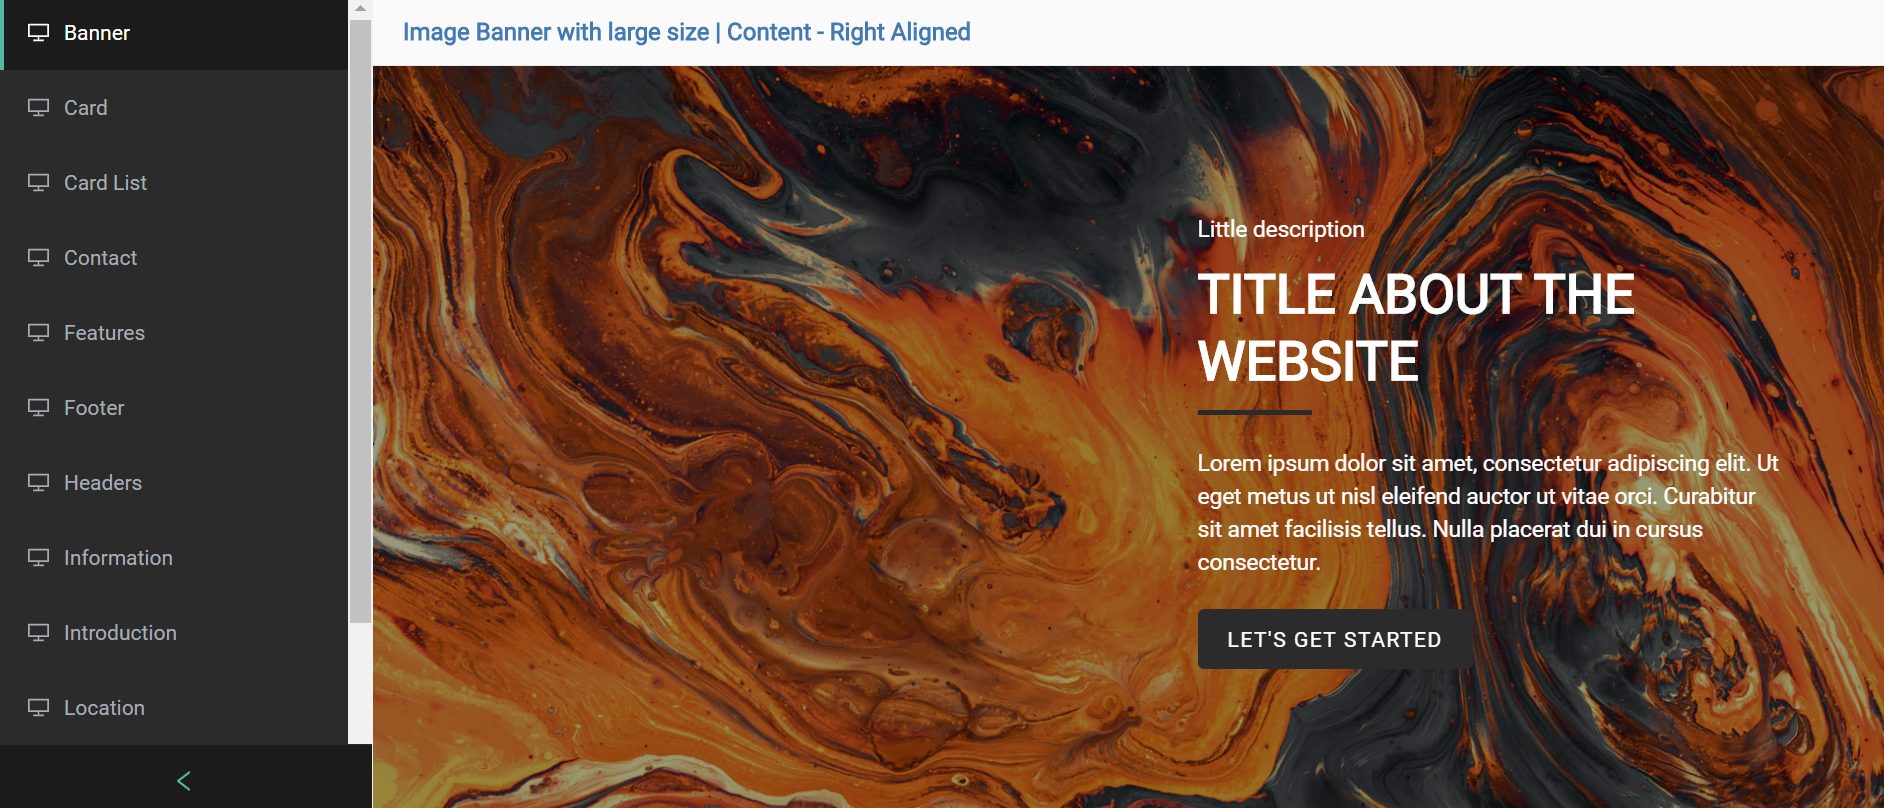 Banner
Card
Card List
Contact
Features
Footer
Headers
Information
Introduction
Location
Image Banner with large size | Content - Right Aligned
Little description
TITLE ABOUT THE
WEBSITE
Lorem ipsum dolor sit amet, consectetur adipiscing elit. Ut
eget metus ut nisl eleifend auctor ut vitae orci. Curabitur
sit amet facilisis tellus. Nulla placerat dui in cursus
consectetur.
LET'S GET STARTED